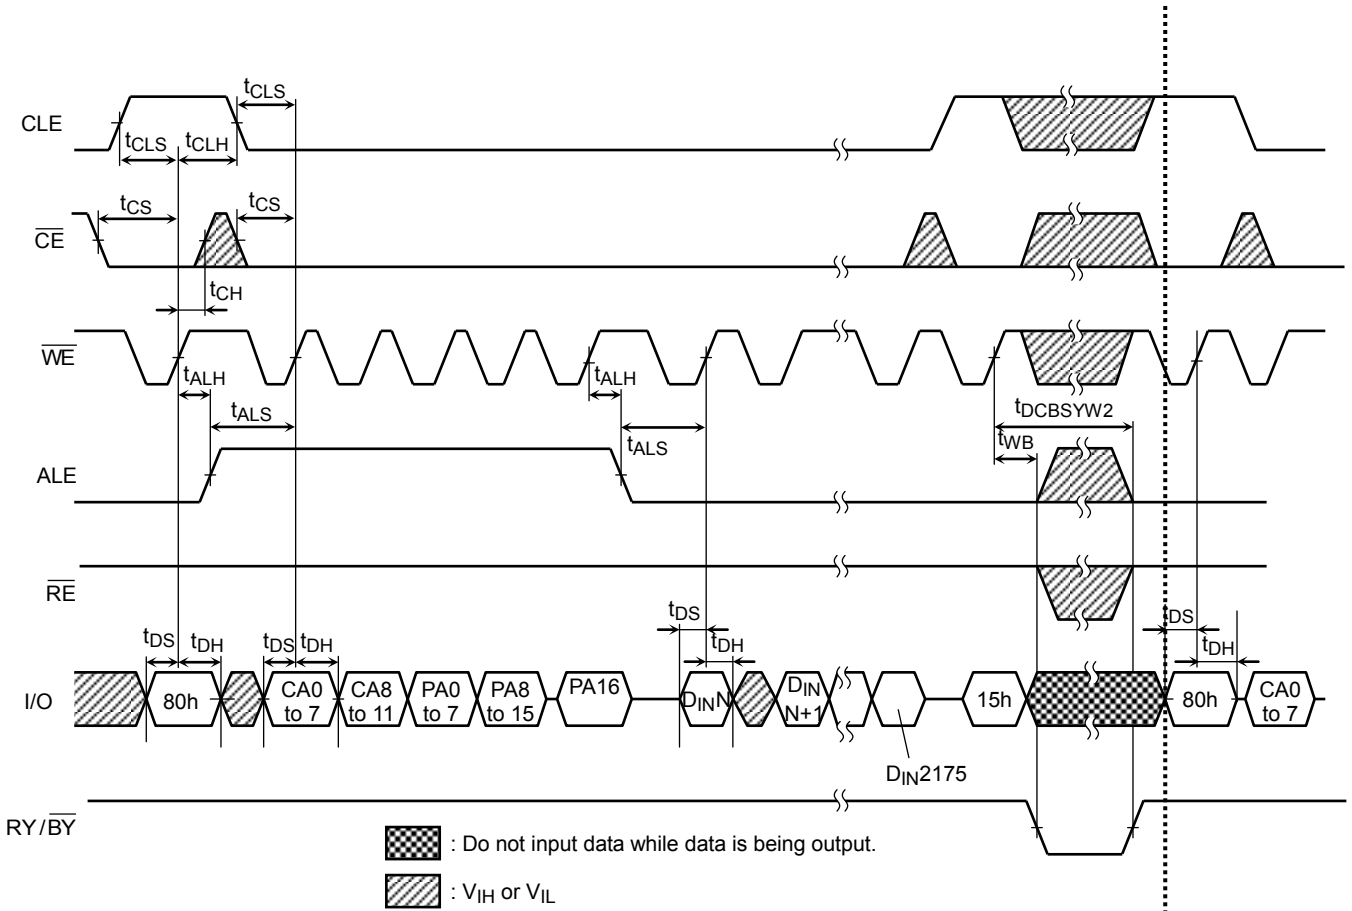 tCLS
CLE
tCLS tCLH
tCS tCS
CE
tCH
WE
tALH tALH
tALS tDCBSYW2
tALS tWB
ALE
RE
tDS tDS
tDS tDH tDS tDH tDH tDH
I/O
80h
CA0 to 7
CA8 to 11
PA0 to 7
PA8 to 15
PA16
DINN
DIN N+1
15h
80h
CA0 to 7
DIN2175
RY/BY
: Do not input data while data is being output.
: VIH or VIL